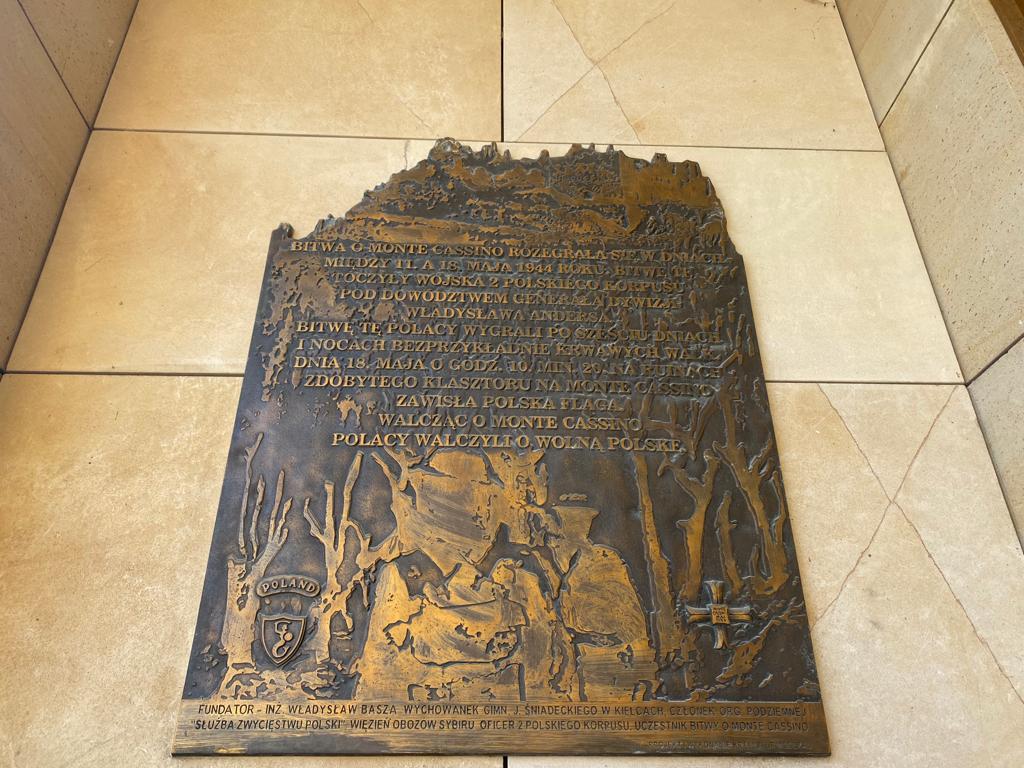 BITWA O MONTE CASSINO ROZEGRAŁA SIĘ W DNIACH
MIĘDZY 11. A 18. MAJA 1944 ROKU. BITWĘ TĘ
TOCZYŁY WOJSKA 2 POLSKIEGO KORPUSU
POD DOWÓDZTWEM GENERAŁA DYWIZJI
WŁADYSŁAWA ANDERSA.
BITWĘ TĘ POLACY WYGRALI PO SZEŚCIU DNIACH
I NOCACH BEZPRZYKŁADNIE KRWAWYCH WALK.
DNIA 18. MAJA O GODZ. 10. MIN. 20. NA RUINACH
ZDOBYTEGO KLASZTORU NA MONTE CASSINO
ZAWISŁA POLSKA FLAGA.
WALCZĄC O MONTE CASSINO
POLACY WALCZYLI O WOLNĄ POLSKĘ
POLAND
FUNDATOR - INŻ. WŁADYSŁAW BASZA, WYCHOWANEK GIMN. J. ŚNIADECKIEGO W KIELCACH, CZŁONEK ORG. PODZIEMNEJ
"SŁUŻBA ZWYCIĘSTWU POLSKI" WIĘZIEŃ OBOZÓW SYBIRU, OFICER 2 POLSKIEGO KORPUSU, UCZESTNIK BITWY O MONTE CASSINO